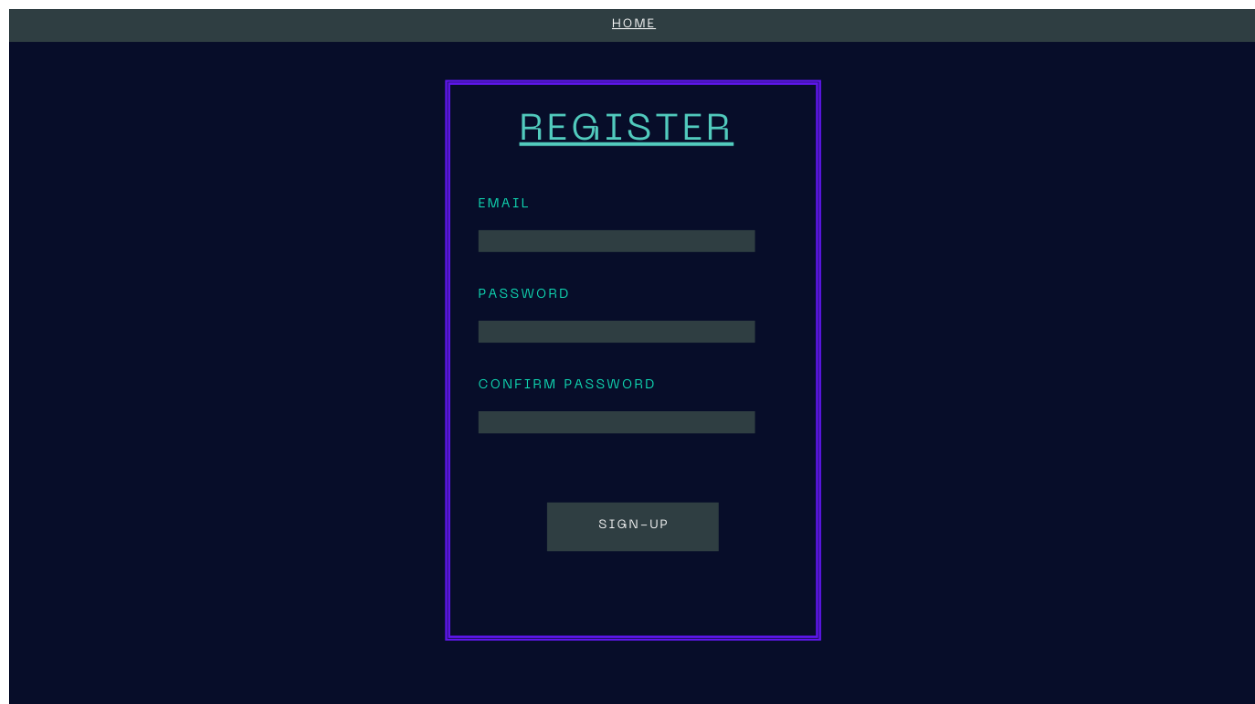 HOME
REGISTER
EMAIL
PASSWORD
CONFIRM PASSWORD
SIGN-UP